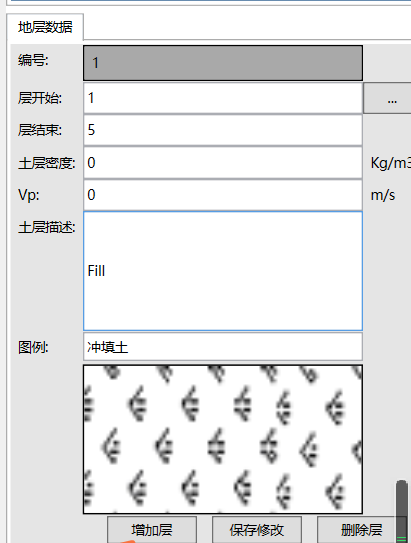 地层数据
编号: 1
层开始: 1 ...
层结束: 5
土层密度: 0 Kg/m3
Vp: 0 m/s
土层描述: Fill
图例: 冲填土
增加层 保存修改 删除层